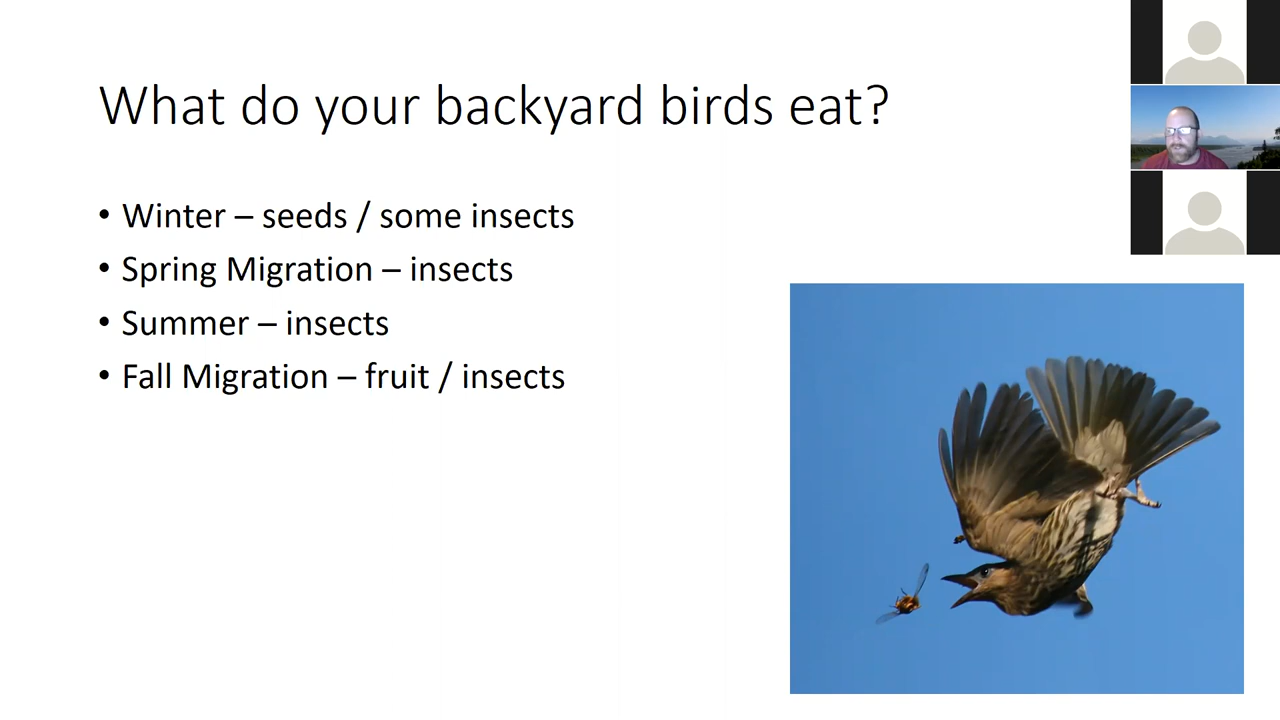 What do your backyard birds eat?
• Winter – seeds / some insects
• Spring Migration – insects
• Summer – insects
• Fall Migration – fruit / insects